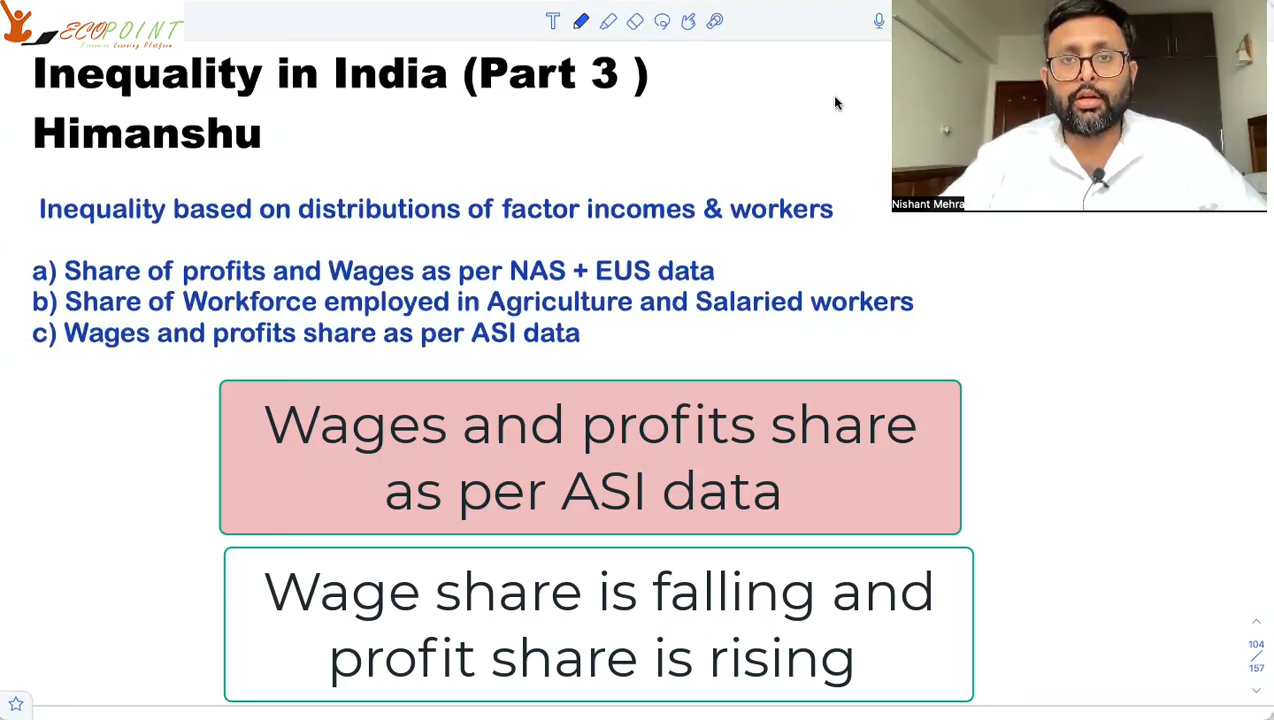 ECOPOINT
Economics Learning Platform
Inequality in India (Part 3 )
Himanshu
Nishant Mehra
Inequality based on distributions of factor incomes & workers
a) Share of profits and Wages as per NAS + EUS data
b) Share of Workforce employed in Agriculture and Salaried workers
c) Wages and profits share as per ASI data
Wages and profits share
as per ASI data
Wage share is falling and
profit share is rising
104
157